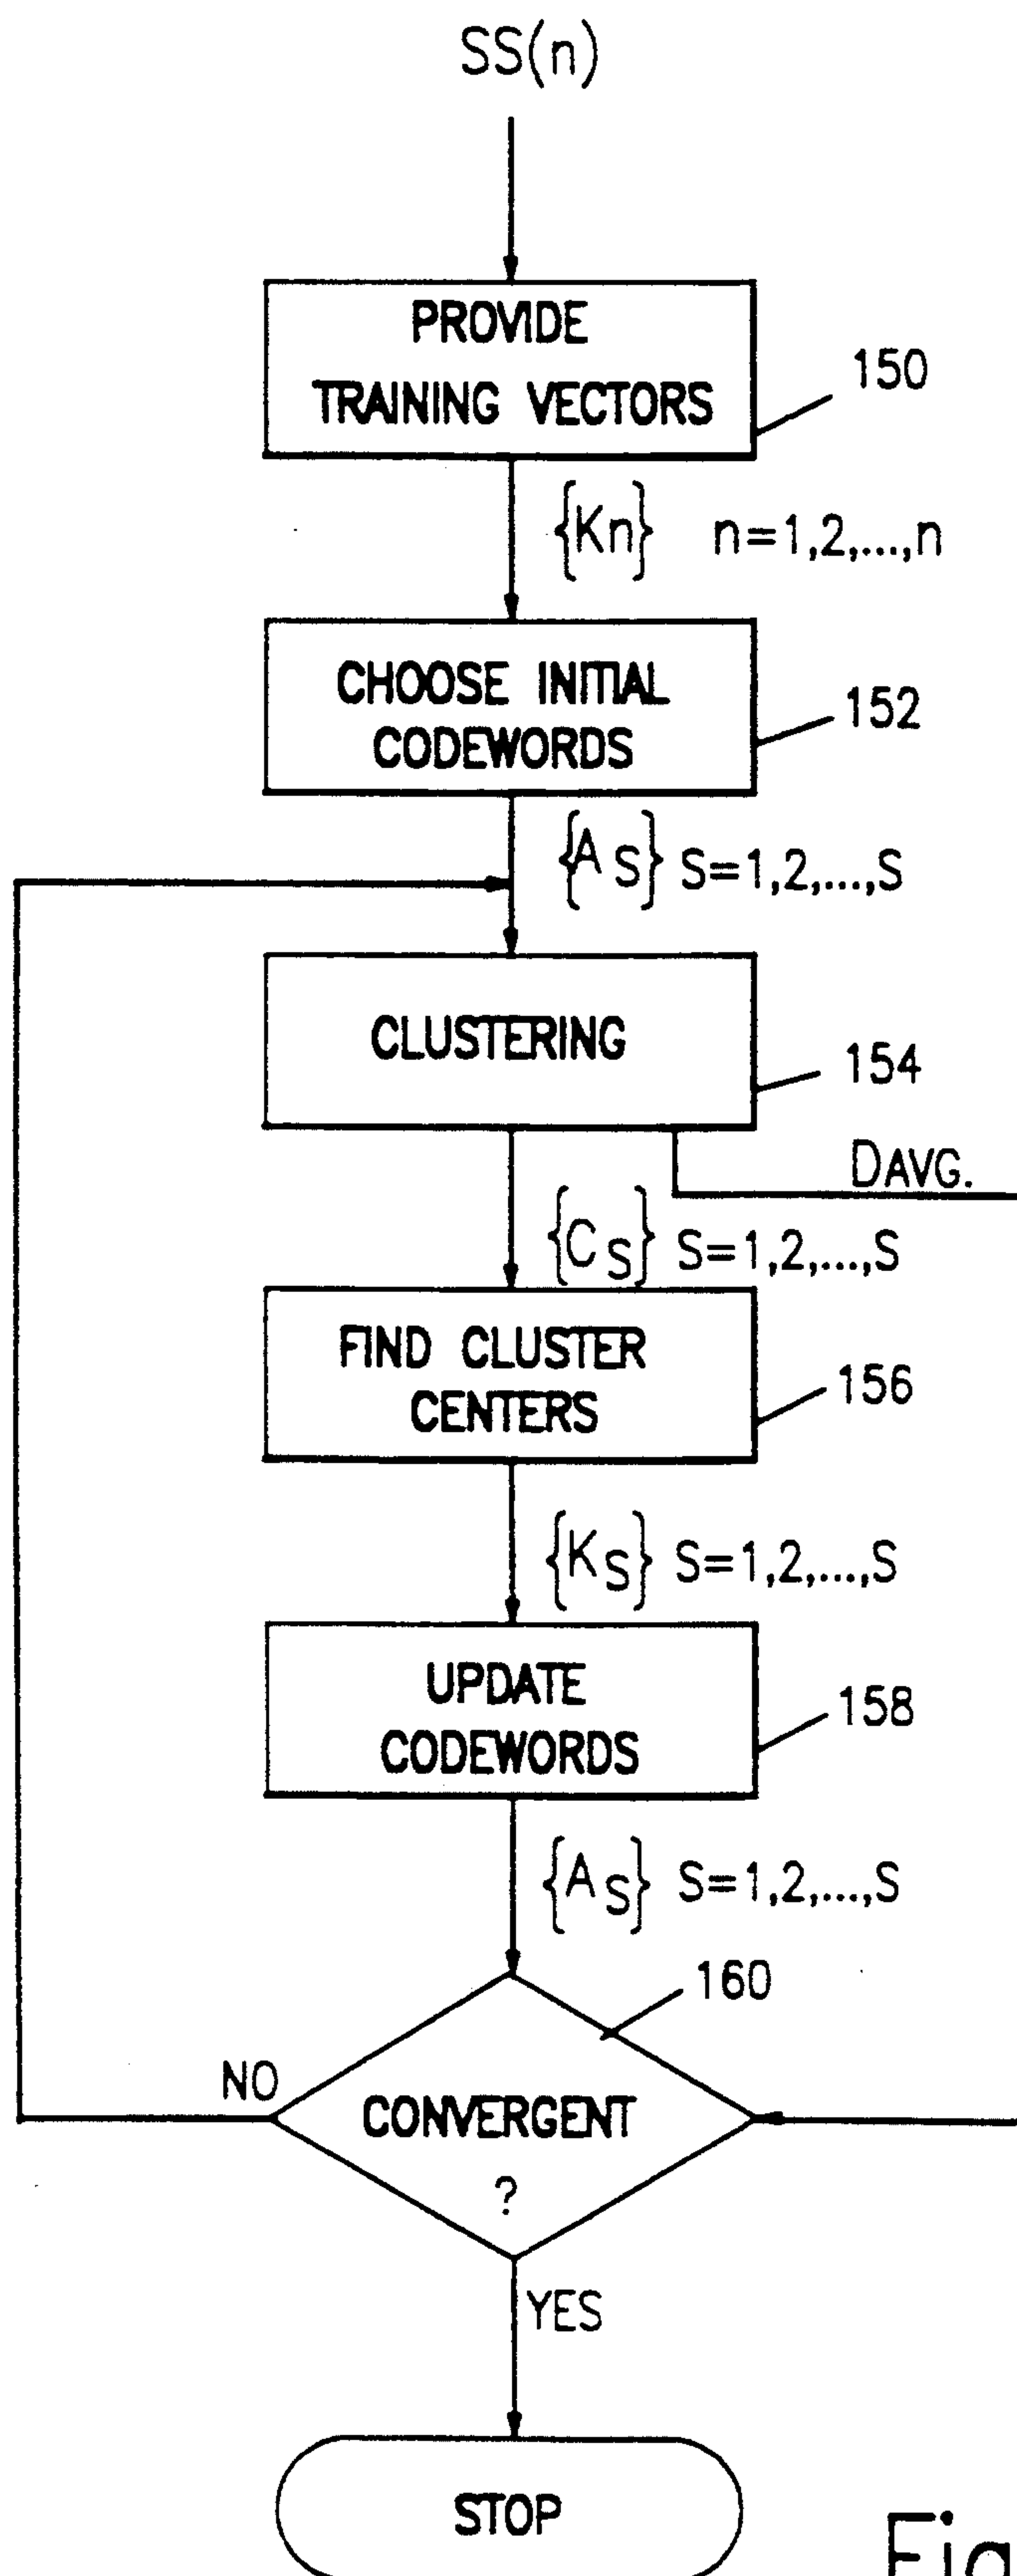 SS(n)
PROVIDE
TRAINING VECTORS
150
{Kn} n=1,2,...,n
CHOOSE INITIAL
CODEWORDS
152
{AS} S=1,2,...,S
CLUSTERING
154
DAVG.
{CS} S=1,2,...,S
FIND CLUSTER
CENTERS
156
{KS} S=1,2,...,S
UPDATE
CODEWORDS
158
{AS} S=1,2,...,S
160
NO
CONVERGENT
?
YES
STOP
Fig